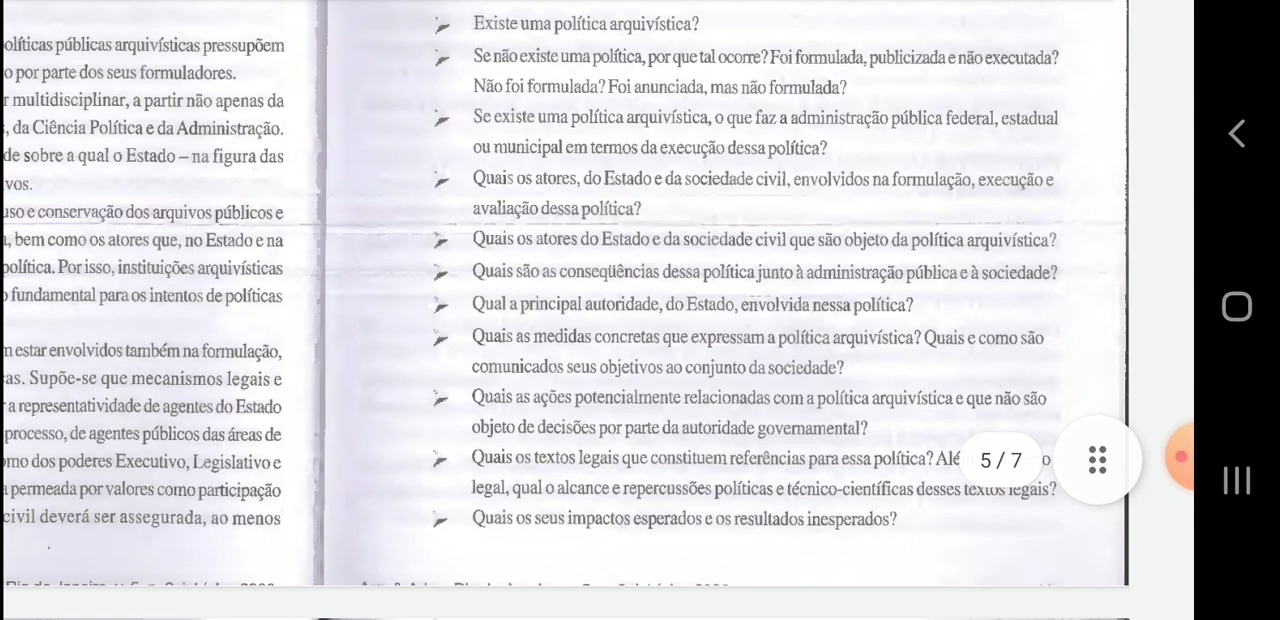 olíticas públicas arquivísticas pressupõem
o por parte dos seus formuladores.
r multidisciplinar, a partir não apenas da
, da Ciência Política e da Administração.
de sobre a qual o Estado – na figura das
vos.
uso e conservação dos arquivos públicos e
, bem como os atores que, no Estado e na
política. Por isso, instituições arquivísticas
o fundamental para os intentos de políticas
m estar envolvidos também na formulação,
as. Supõe-se que mecanismos legais e
r a representatividade de agentes do Estado
processo, de agentes públicos das áreas de
omo dos poderes Executivo, Legislativo e
a permeada por valores como participação
civil deverá ser assegurada, ao menos
➤ Existe uma política arquivística?
➤ Se não existe uma política, por que tal ocorre? Foi formulada, publicizada e não executada?
Não foi formulada? Foi anunciada, mas não formulada?
➤ Se existe uma política arquivística, o que faz a administração pública federal, estadual
ou municipal em termos da execução dessa política?
➤ Quais os atores, do Estado e da sociedade civil, envolvidos na formulação, execução e
avaliação dessa política?
➤ Quais os atores do Estado e da sociedade civil que são objeto da política arquivística?
➤ Quais são as conseqüências dessa política junto à administração pública e à sociedade?
➤ Qual a principal autoridade, do Estado, envolvida nessa política?
➤ Quais as medidas concretas que expressam a política arquivística? Quais e como são
comunicados seus objetivos ao conjunto da sociedade?
➤ Quais as ações potencialmente relacionadas com a política arquivística e que não são
objeto de decisões por parte da autoridade governamental?
➤ Quais os textos legais que constituem referências para essa política? Alé o
legal, qual o alcance e repercussões políticas e técnico-científicas desses textos legais?
➤ Quais os seus impactos esperados e os resultados inesperados?
5 / 7